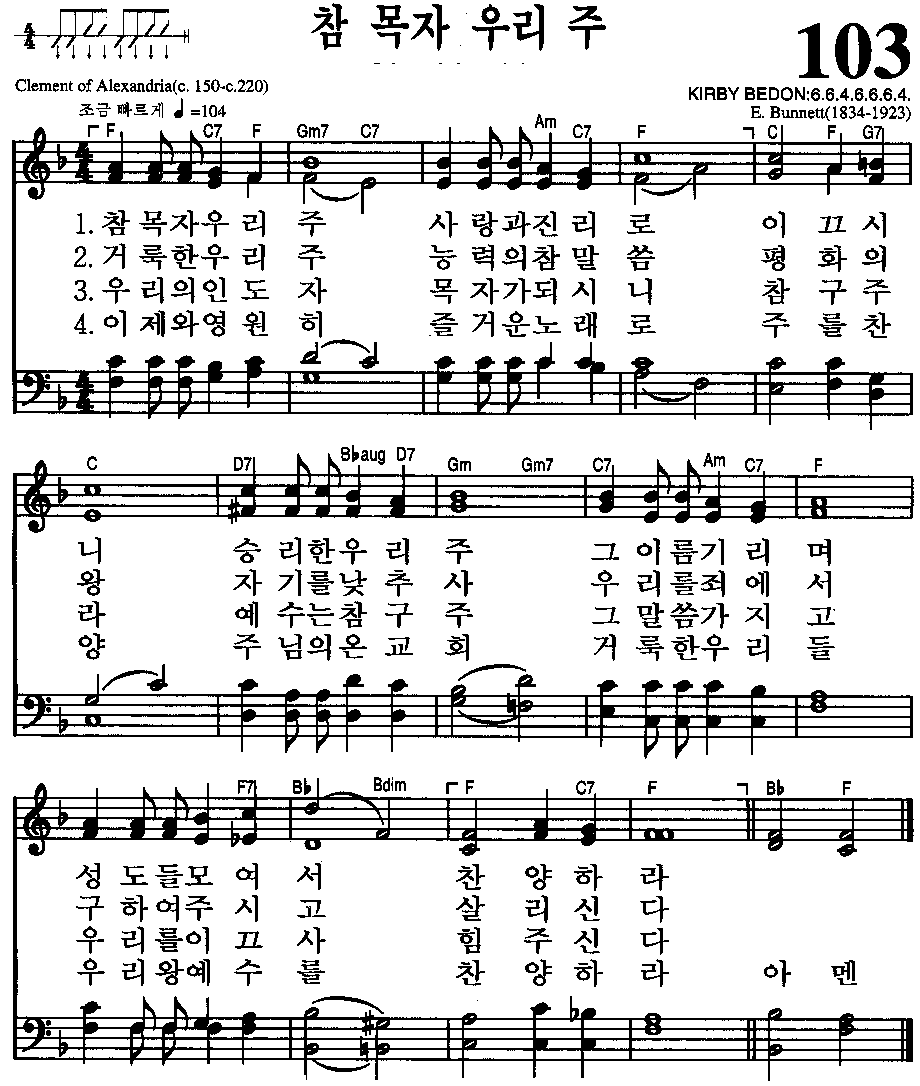 참 목자 우리 주
103
Clement of Alexandria(c. 150-c.220)
KIRBY BEDON:6.6.4.6.6.6.4.
조금 빠르게 ♩=104
E. Bunnett(1834-1923)
F C7 F Gm7 C7 Am C7 F C F G7
4/4
1. 참 목자우 리 주 사 랑과진 리 로 이 끄 시
2. 거 룩한우 리 주 능 력의참 말 씀 평 화 의
3. 우 리의인 도 자 목 자가되 시 니 참 구 주
4. 이 제와영 원 히 즐 거운노 래 로 주 를 찬
C D7 B♭aug D7 Gm Gm7 C7 Am C7 F
니 승 리한우 리 주 그 이름기 리 며
왕 자 기를낮 추 사 우 리를죄 에 서
라 예 수는참 구 주 그 말씀가 지 고
양 주 님의온 교 회 거 룩한우 리 들
F7 B♭ Bdim F C7 F B♭ F
성 도들모 여 서 찬 양 하 라
구 하여주 시 고 살 리 신 다
우 리를이 끄 사 힘 주 신 다
우 리왕예 수 를 찬 양 하 라 아 멘